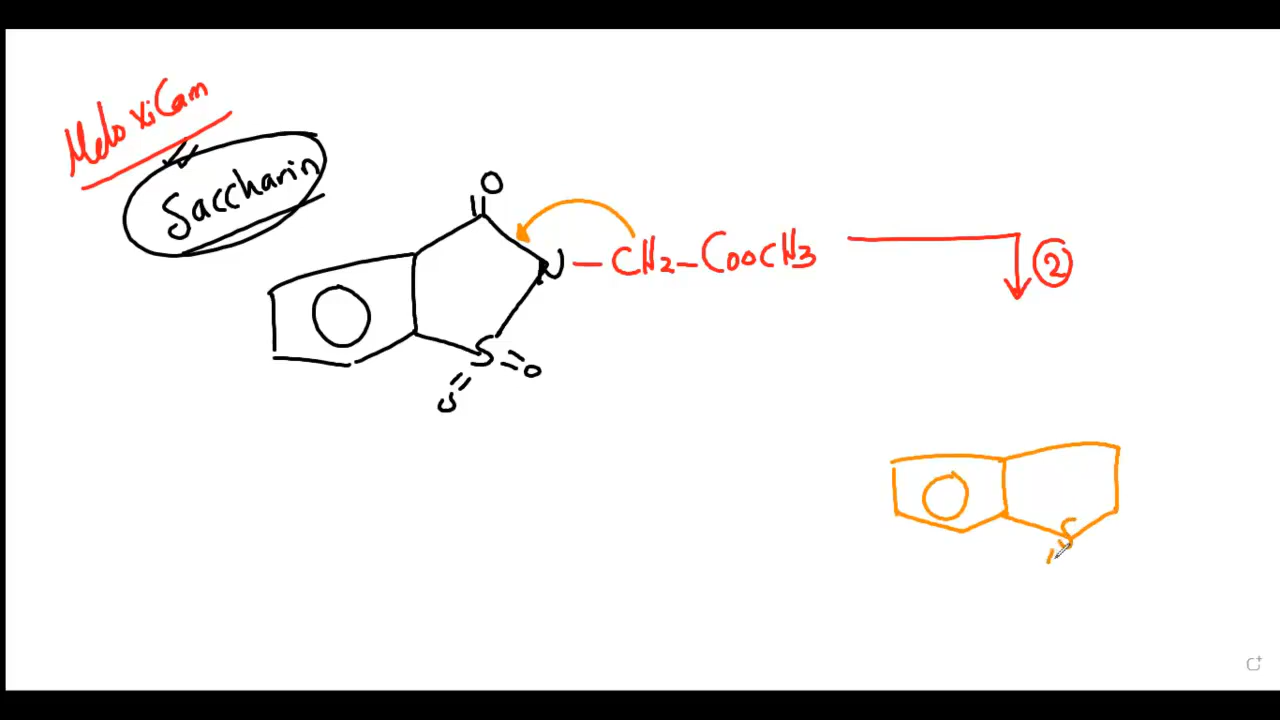 MeloxiCam
Saccharin
O
N - CH2 - COOCH3
②
S
O
O
S